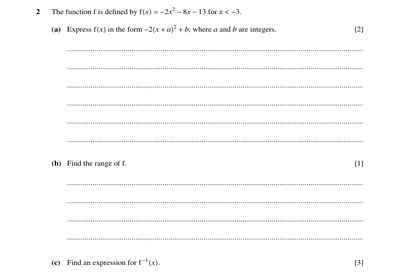 2 The function f is defined by f(x) = −2x² − 8x − 13 for x < −3.
(a) Express f(x) in the form −2(x + a)² + b, where a and b are integers. [2]
(b) Find the range of f. [1]
(c) Find an expression for f⁻¹(x). [3]